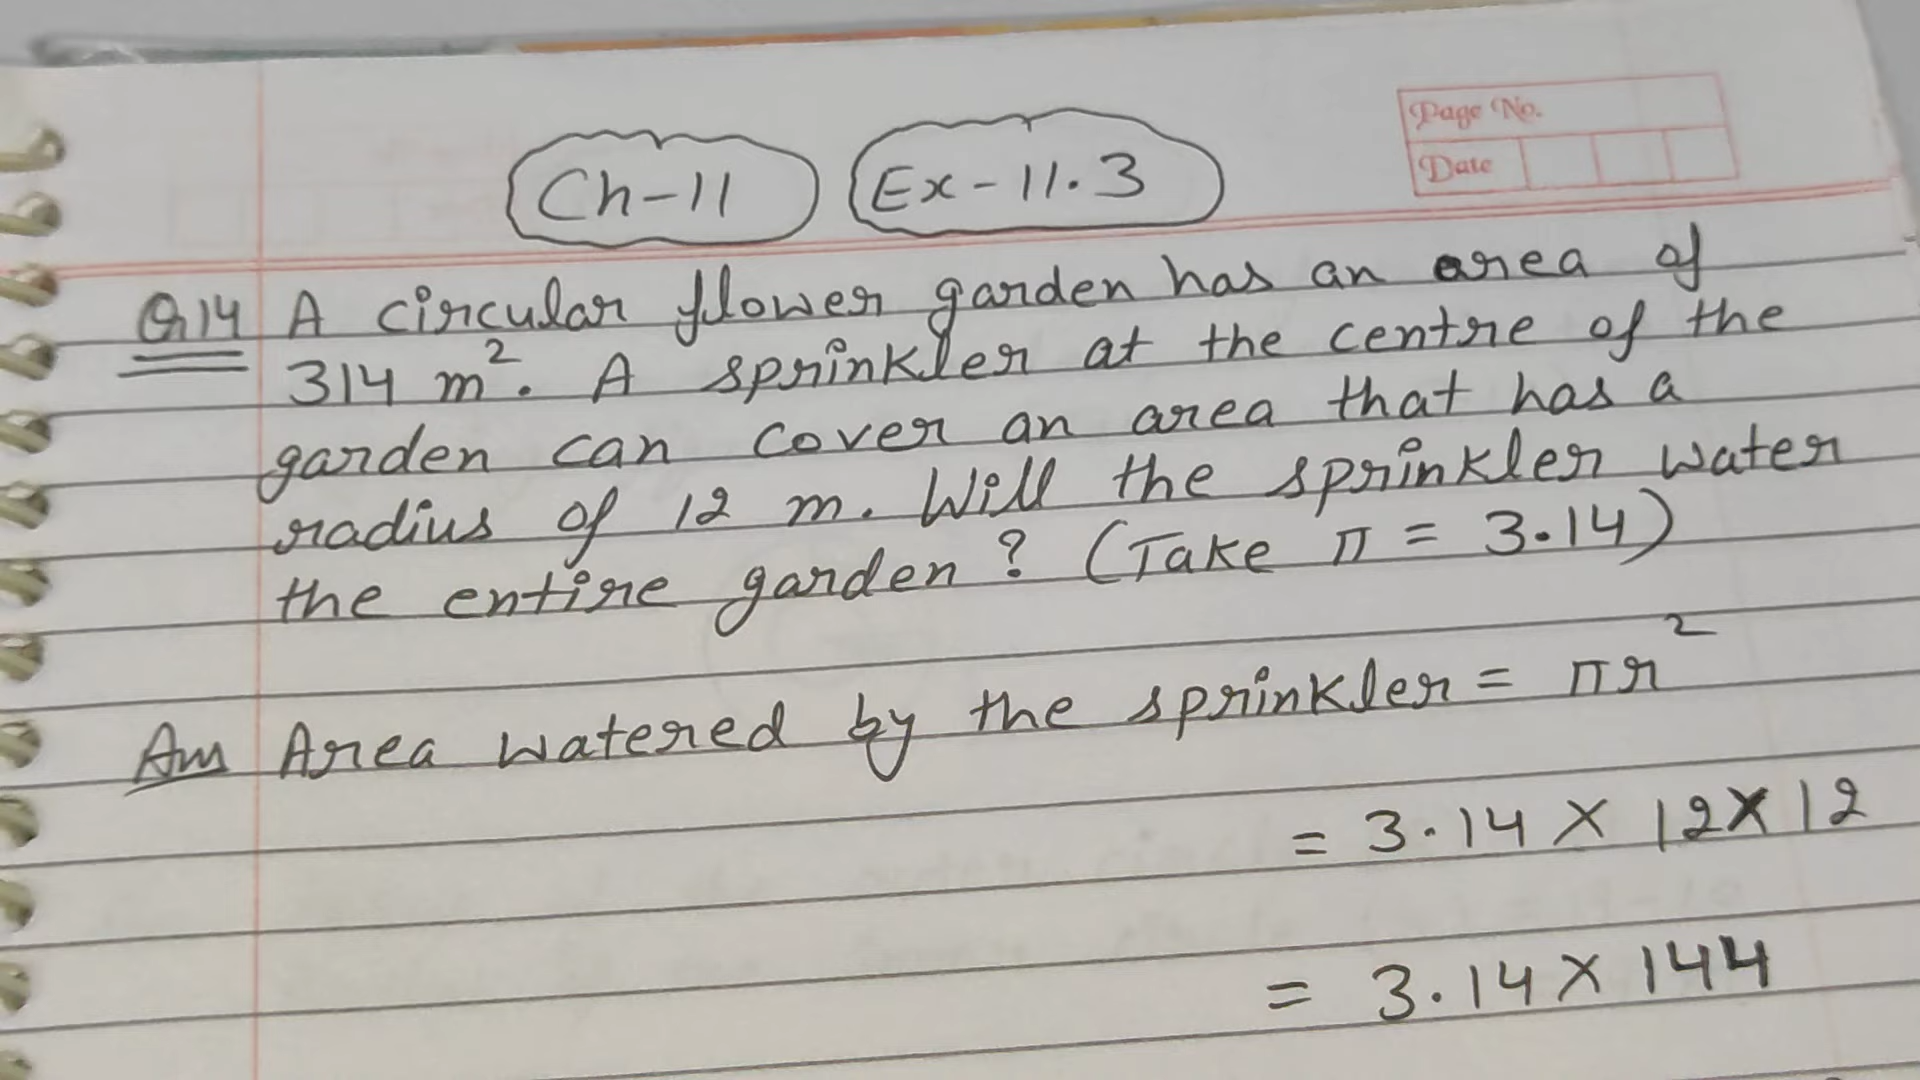 Page No.
Date
Ch-11 Ex-11.3
Q.14 A circular flower garden has an area of
314 m². A sprinkler at the centre of the
garden can cover an area that has a
radius of 12 m. Will the sprinkler water
the entire garden? (Take π = 3.14)
Ans Area watered by the sprinkler = πr²
= 3.14 × 12 × 12
= 3.14 × 144